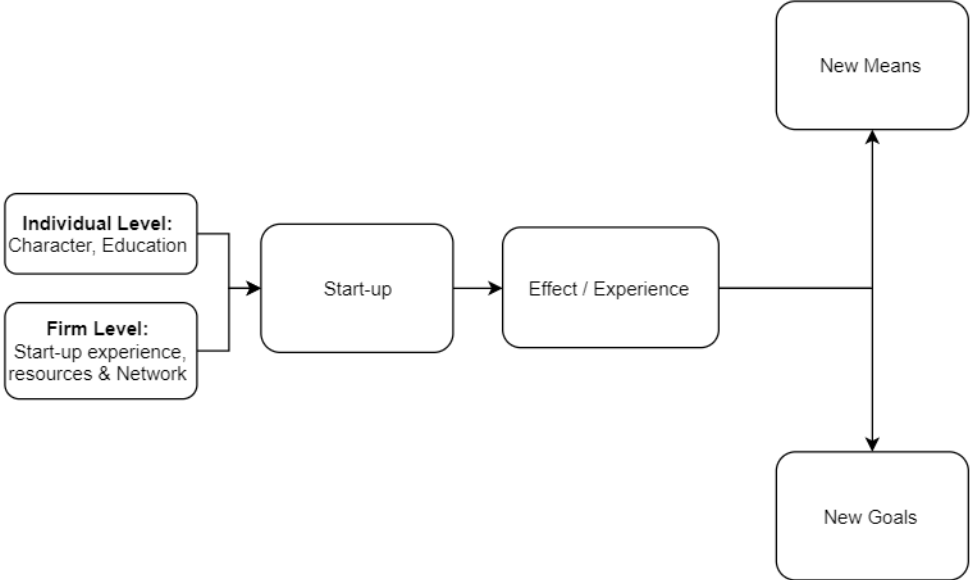 New Means
Individual Level:
Character, Education
Start-up
Effect / Experience
Firm Level:
Start-up experience,
resources & Network
New Goals